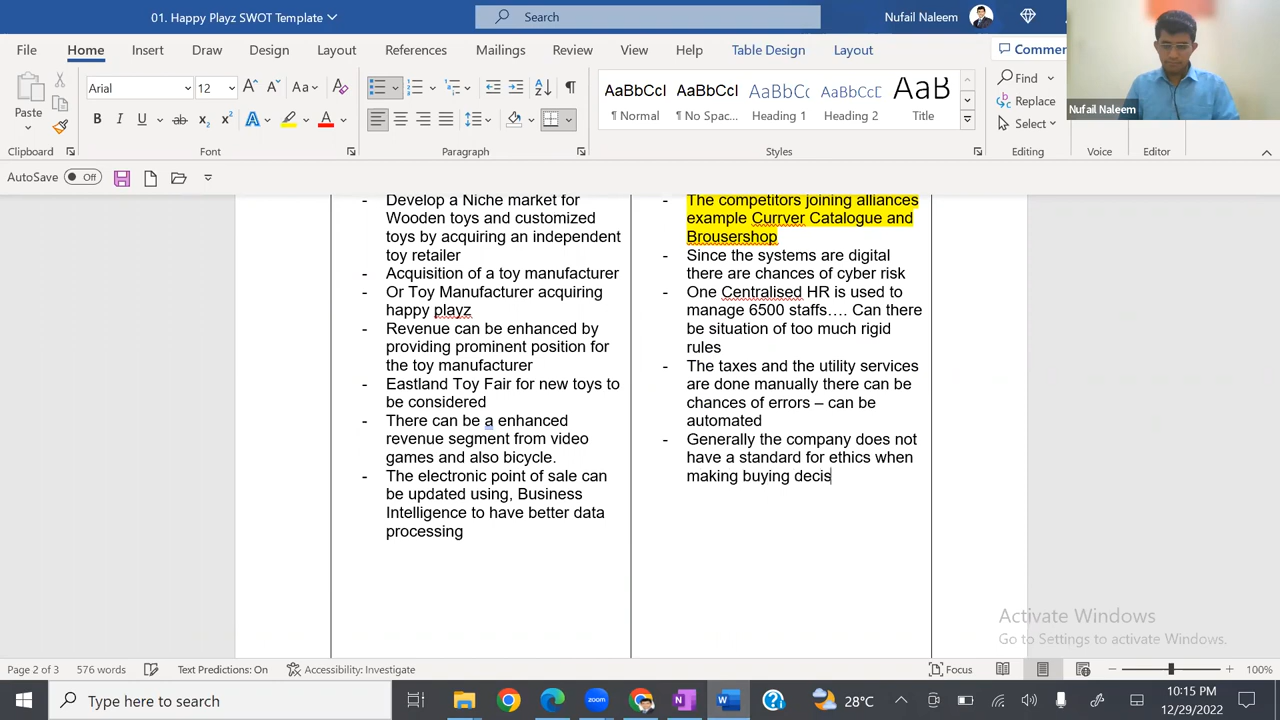 01. Happy Playz SWOT Template
Search
Nufail Naleem
File Home Insert Draw Design Layout References Mailings Review View Help Table Design Layout
Commen
Paste
Arial 12
AaBbCcI AaBbCcI AaBbCc AaBbCcD AaB
¶ Normal ¶ No Spac... Heading 1 Heading 2 Title
Find
Replace
Select
Nufail Naleem
Clipboard Font Paragraph Styles Editing Voice Editor
AutoSave Off
Develop a Niche market for
Wooden toys and customized
toys by acquiring an independent
toy retailer
- Acquisition of a toy manufacturer
- Or Toy Manufacturer acquiring
happy playz
- Revenue can be enhanced by
providing prominent position for
the toy manufacturer
- Eastland Toy Fair for new toys to
be considered
- There can be a enhanced
revenue segment from video
games and also bicycle.
- The electronic point of sale can
be updated using, Business
Intelligence to have better data
processing
- The competitors joining alliances
example Currver Catalogue and
Brousershop
- Since the systems are digital
there are chances of cyber risk
- One Centralised HR is used to
manage 6500 staffs…. Can there
be situation of too much rigid
rules
- The taxes and the utility services
are done manually there can be
chances of errors – can be
automated
- Generally the company does not
have a standard for ethics when
making buying decis
Activate Windows
Go to Settings to activate Windows.
Page 2 of 3 576 words Text Predictions: On Accessibility: Investigate Focus 100%
Type here to search
zoom
28°C
10:15 PM
12/29/2022